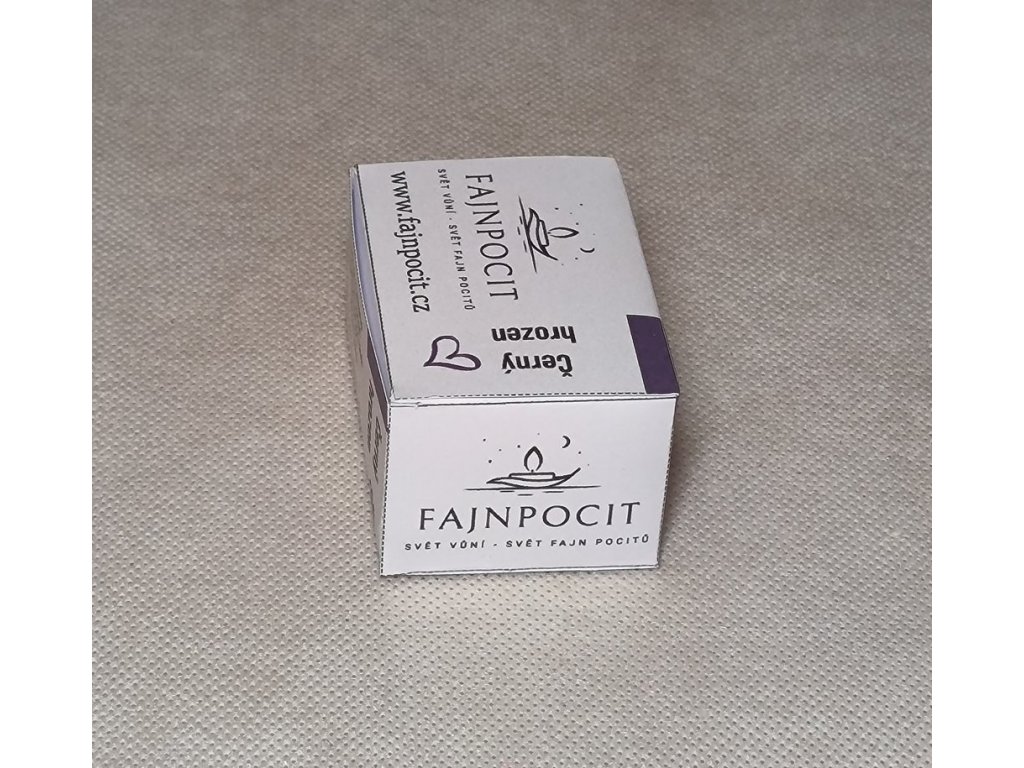 FAJNPOCIT
SVĚT VŮNÍ - SVĚT FAJN POCITŮ
www.fajnpocit.cz
Černý
hrozen
FAJNPOCIT
SVĚT VŮNÍ - SVĚT FAJN POCITŮ